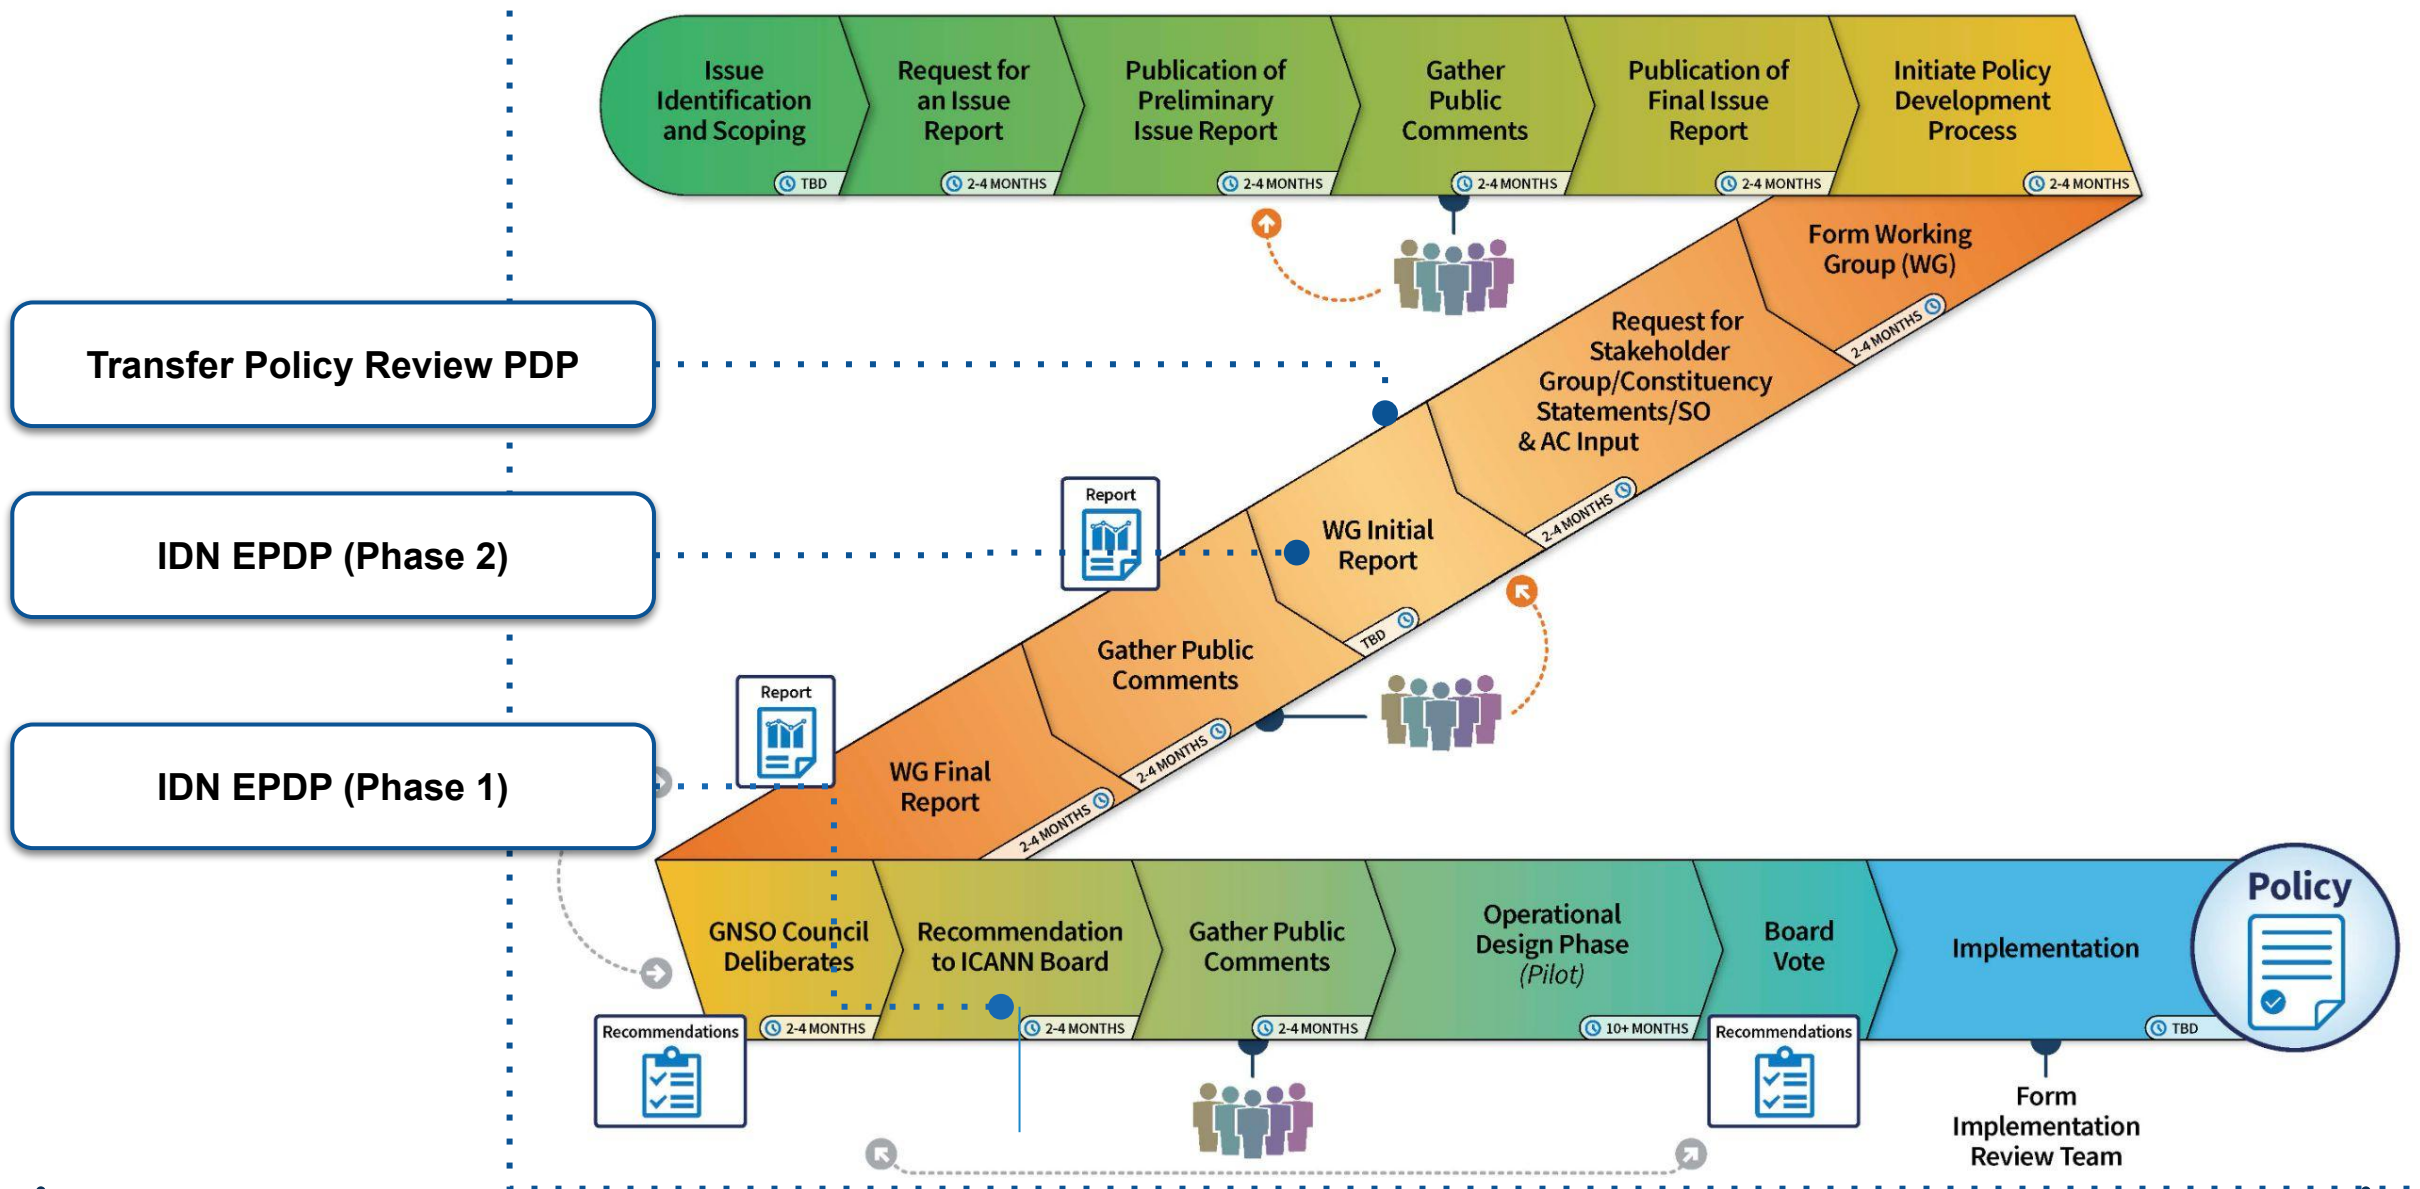 Issue
Identification
and Scoping
TBD
Request for
an Issue
Report
2-4 MONTHS
Publication of
Preliminary
Issue Report
2-4 MONTHS
Gather
Public
Comments
2-4 MONTHS
Publication of
Final Issue
Report
2-4 MONTHS
Initiate Policy
Development
Process
2-4 MONTHS
Form Working
Group (WG)
2-4 MONTHS
Request for
Stakeholder
Group/Constituency
Statements/SO
& AC Input
2-4 MONTHS
Transfer Policy Review PDP
Report
WG Initial
Report
TBD
IDN EPDP (Phase 2)
Gather Public
Comments
2-4 MONTHS
Report
WG Final
Report
2-4 MONTHS
IDN EPDP (Phase 1)
GNSO Council
Deliberates
2-4 MONTHS
Recommendations
Recommendation
to ICANN Board
2-4 MONTHS
Gather Public
Comments
2-4 MONTHS
Operational
Design Phase
(Pilot)
10+ MONTHS
Board
Vote
Recommendations
Implementation
TBD
Form
Implementation
Review Team
Policy